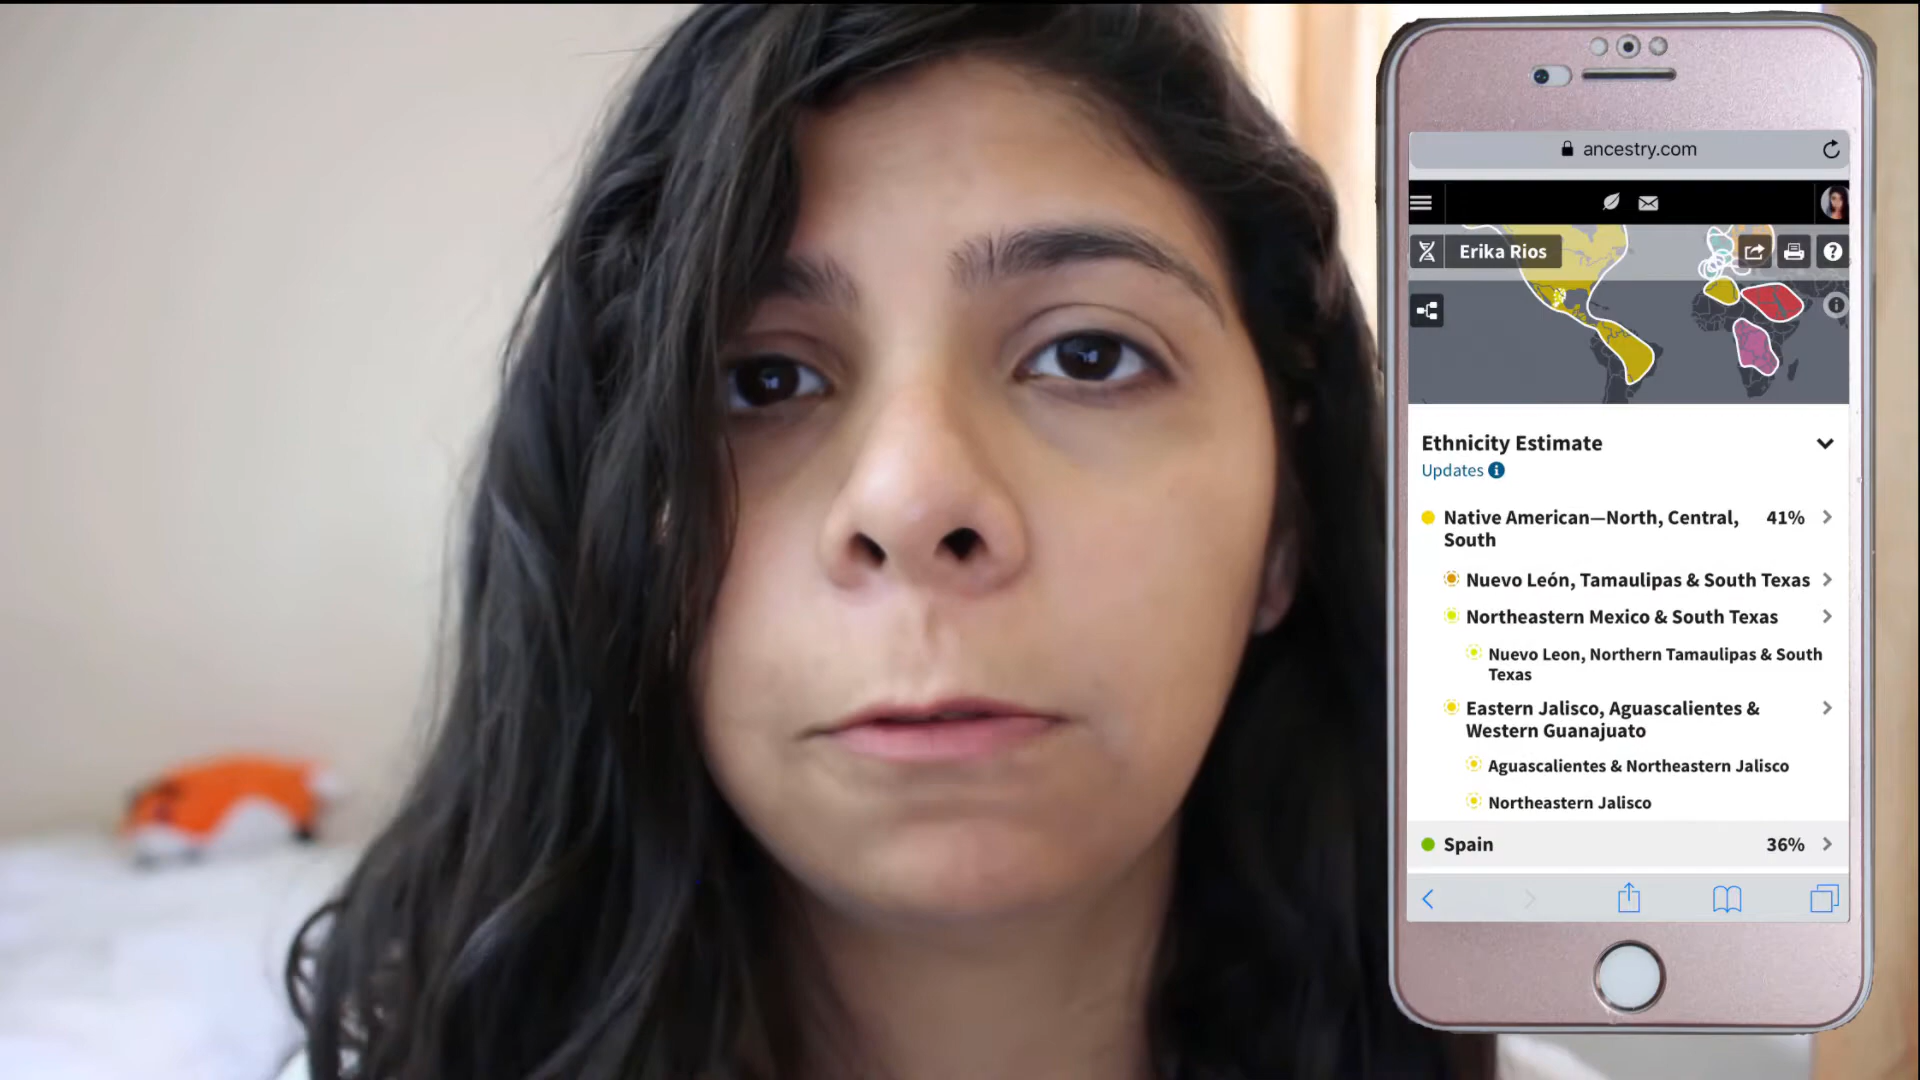 ancestry.com
Erika Rios
Ethnicity Estimate
Updates
Native American—North, Central, 41%
South
Nuevo León, Tamaulipas & South Texas
Northeastern Mexico & South Texas
Nuevo Leon, Northern Tamaulipas & South
Texas
Eastern Jalisco, Aguascalientes &
Western Guanajuato
Aguascalientes & Northeastern Jalisco
Northeastern Jalisco
Spain 36%